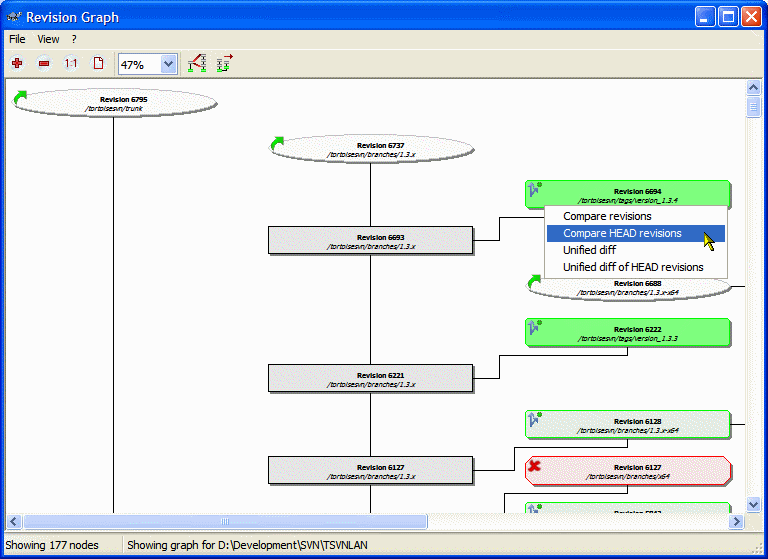 Revision Graph
File View ?
1:1 47%
Revision 6795
/tortoisesvn/trunk
Revision 6737
/tortoisesvn/branches/1.3.x
Revision 6694
/tortoisesvn/tags/version_1.3.4
Compare revisions
Compare HEAD revisions
Unified diff
Unified diff of HEAD revisions
Revision 6693
/tortoisesvn/branches/1.3.x
Revision 6688
/tortoisesvn/branches/1.3.x-x64
Revision 6222
/tortoisesvn/tags/version_1.3.3
Revision 6221
/tortoisesvn/branches/1.3.x
Revision 6128
/tortoisesvn/branches/1.3.x-x64
Revision 6127
/tortoisesvn/branches/1.3.x
Revision 6127
/tortoisesvn/branches/x64
Showing 177 nodes Showing graph for D:\Development\SVN\TSVNLAN